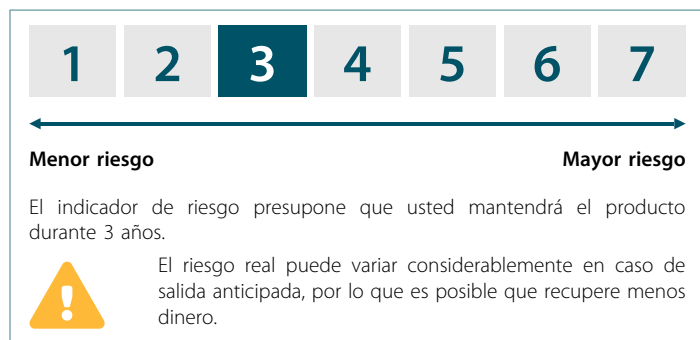 1 2 3 4 5 6 7
Menor riesgo Mayor riesgo
El indicador de riesgo presupone que usted mantendrá el producto
durante 3 años.
El riesgo real puede variar considerablemente en caso de
salida anticipada, por lo que es posible que recupere menos
dinero.